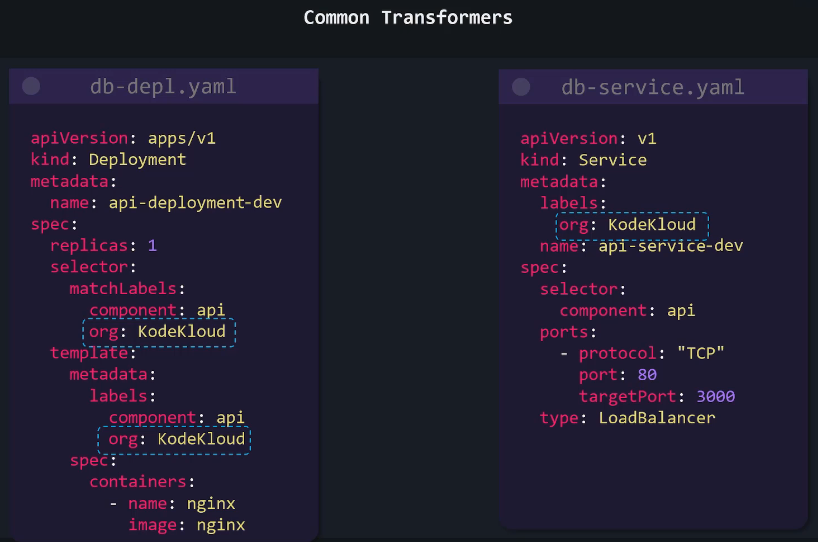 Common Transformers
db-depl.yaml
apiVersion: apps/v1
kind: Deployment
metadata:
  name: api-deployment-dev
spec:
  replicas: 1
  selector:
    matchLabels:
      component: api
      org: KodeKloud
  template:
    metadata:
      labels:
        component: api
        org: KodeKloud
    spec:
      containers:
        - name: nginx
          image: nginx
db-service.yaml
apiVersion: v1
kind: Service
metadata:
  labels:
    org: KodeKloud
  name: api-service-dev
spec:
  selector:
    component: api
  ports:
    - protocol: "TCP"
      port: 80
      targetPort: 3000
  type: LoadBalancer